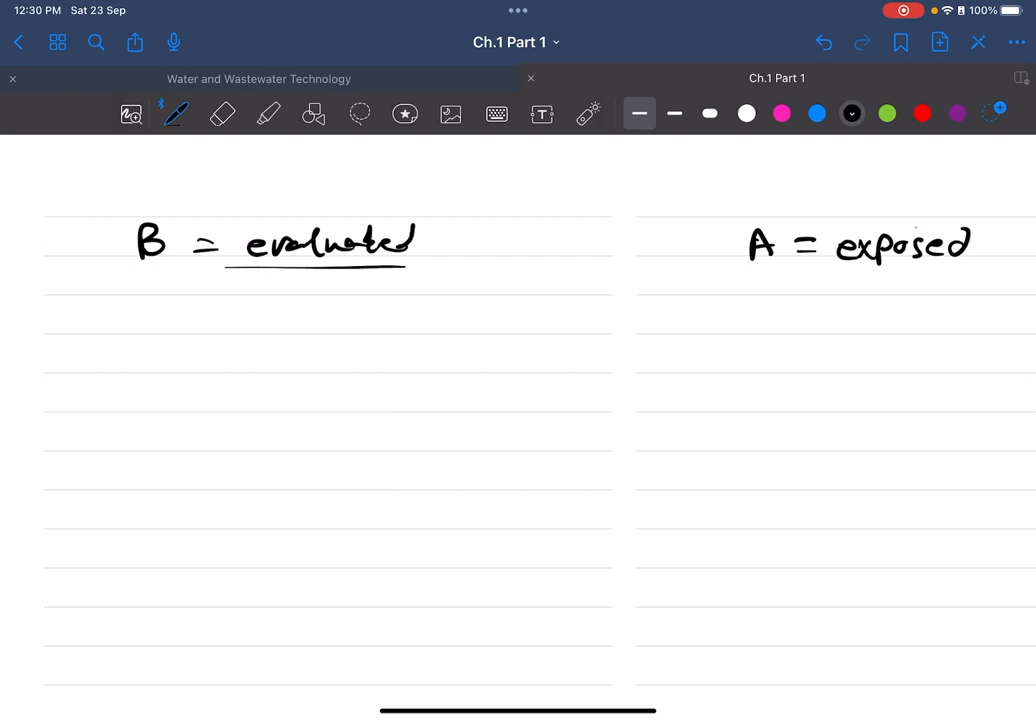 12:30 PM Sat 23 Sep 100%
Ch.1 Part 1
Water and Wastewater Technology
Ch.1 Part 1
T
B = evaluated
A = exposed